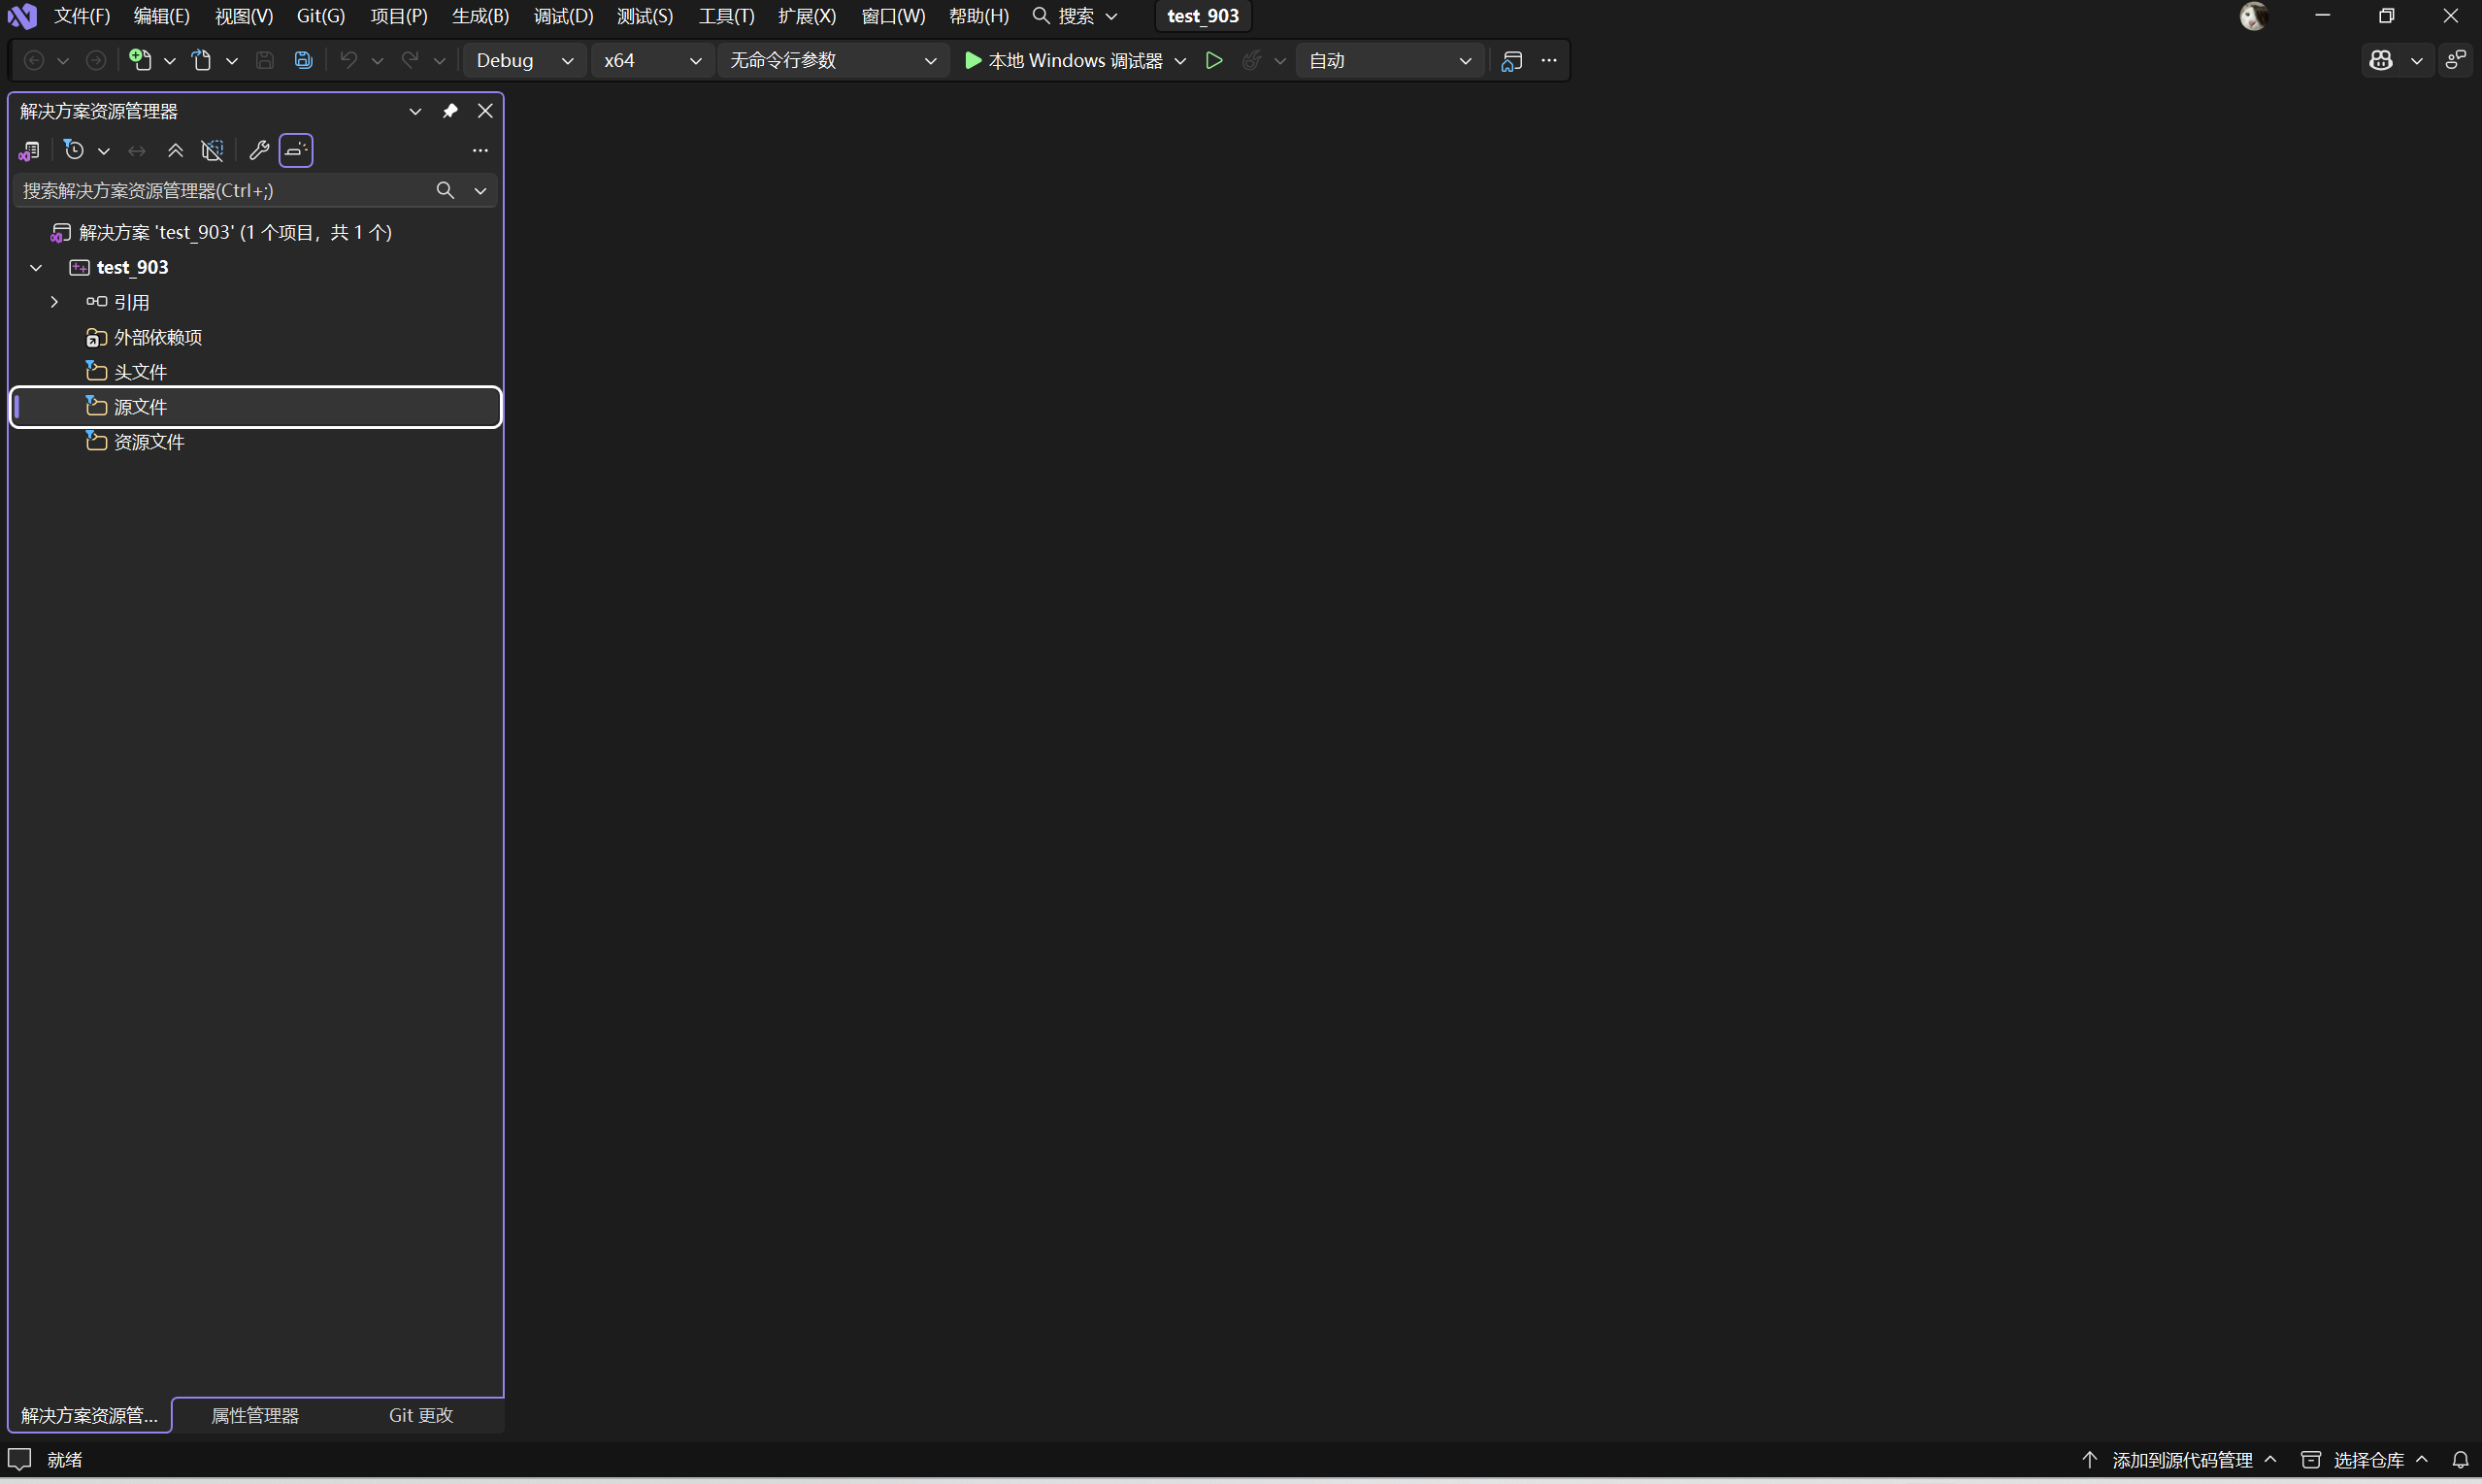 文件(F) 编辑(E) 视图(V) Git(G) 项目(P) 生成(B) 调试(D) 测试(S) 工具(T) 扩展(X) 窗口(W) 帮助(H) 搜索 test_903
Debug x64 无命令行参数 本地 Windows 调试器 自动
解决方案资源管理器
搜索解决方案资源管理器(Ctrl+;)
解决方案 'test_903' (1 个项目，共 1 个)
test_903
引用
外部依赖项
头文件
源文件
资源文件
解决方案资源管... 属性管理器 Git 更改
就绪 添加到源代码管理 选择仓库